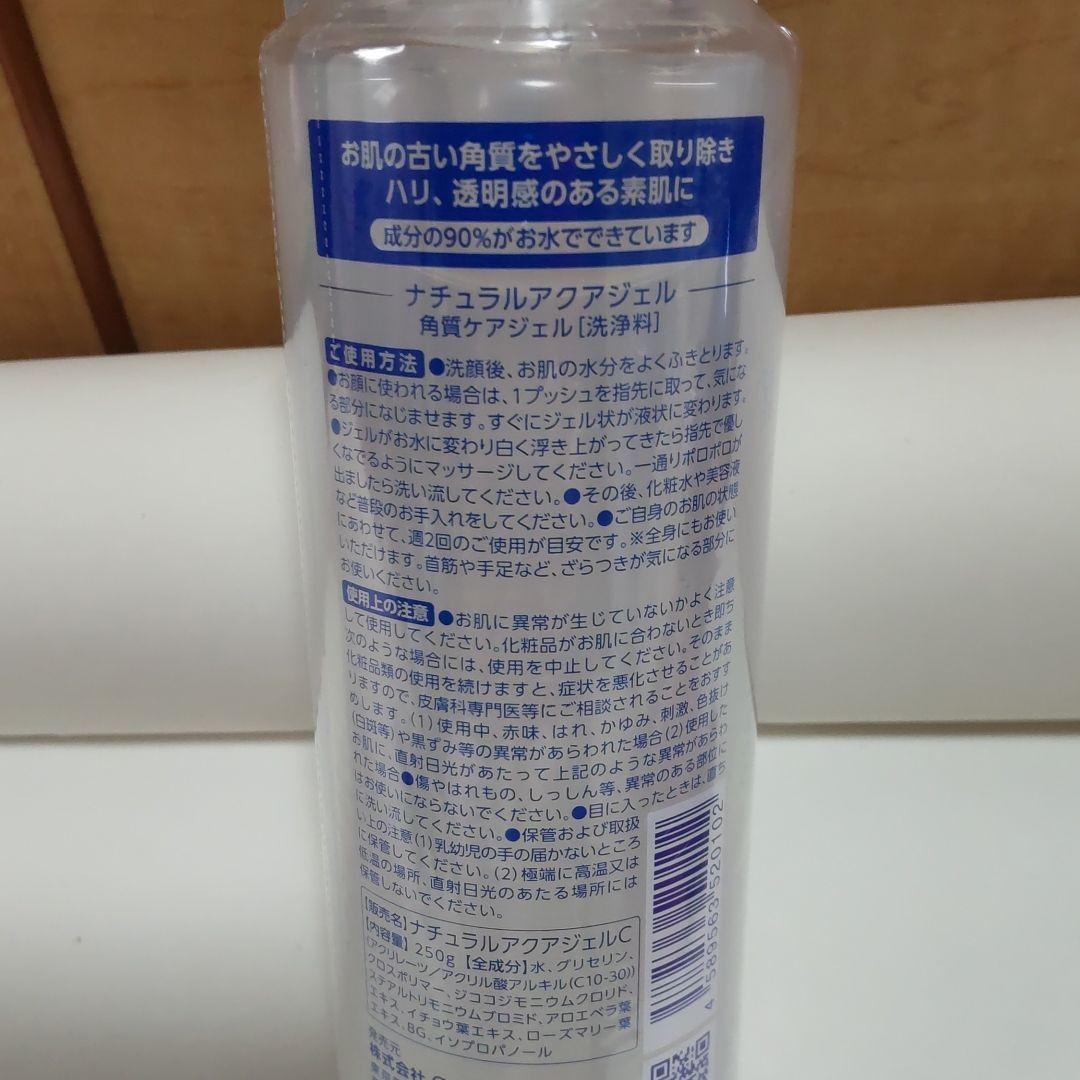 お肌の古い角質をやさしく取り除き
ハリ、透明感のある素肌に
成分の90%がお水でできています
ナチュラルアクアジェル
角質ケアジェル[洗浄料]
ご使用方法 ●洗顔後、お肌の水分をよくふきとります。
●お顔に使われる場合は、1プッシュを指先に取って、気にな
る部分になじませます。すぐにジェル状が液状に変わります。
●ジェルがお水に変わり白く浮き上がってきたら指先で優し
くなでるようにマッサージしてください。一通りポロポロが
出ましたら洗い流してください。●その後、化粧水や美容液
など普段のお手入れをしてください。●ご自身のお肌の状態
にあわせて、週2回のご使用が目安です。※全身にもお使い
いただけます。首筋や手足など、ざらつきが気になる部分に
お使いください。
使用上の注意 ●お肌に異常が生じていないかよく注意
して使用してください。化粧品がお肌に合わないとき即ち
次のような場合には、使用を中止してください。そのまま
化粧品類の使用を続けますと、症状を悪化させることがあ
りますので、皮膚科専門医等にご相談されることをおすす
めします。(1)使用中、赤味、はれ、かゆみ、刺激、色抜け
(白斑等)や黒ずみ等の異常があらわれた場合(2)使用した
お肌に、直射日光があたって上記のような異常があらわ
れた場合●傷やはれもの、しっしん等、異常のある部位に
はお使いにならないでください。●目に入ったときは、直ち
に洗い流してください。●保管および取扱
い上の注意(1)乳幼児の手の届かないところ
に保管してください。(2)極端に高温又は
低温の場所、直射日光のあたる場所には
保管しないでください。
【販売名】ナチュラルアクアジェルC
【内容量】250g【全成分】水、グリセリン、
(アクリレーツ/アクリル酸アルキル(C10-30))
クロスポリマー、ジココジモニウムクロリド、
ステアルトリモニウムブロミド、アロエベラ葉
エキス、イチョウ葉エキス、ローズマリー葉
エキス、BG、イソプロパノール
4589563520102
発売元
株式会社